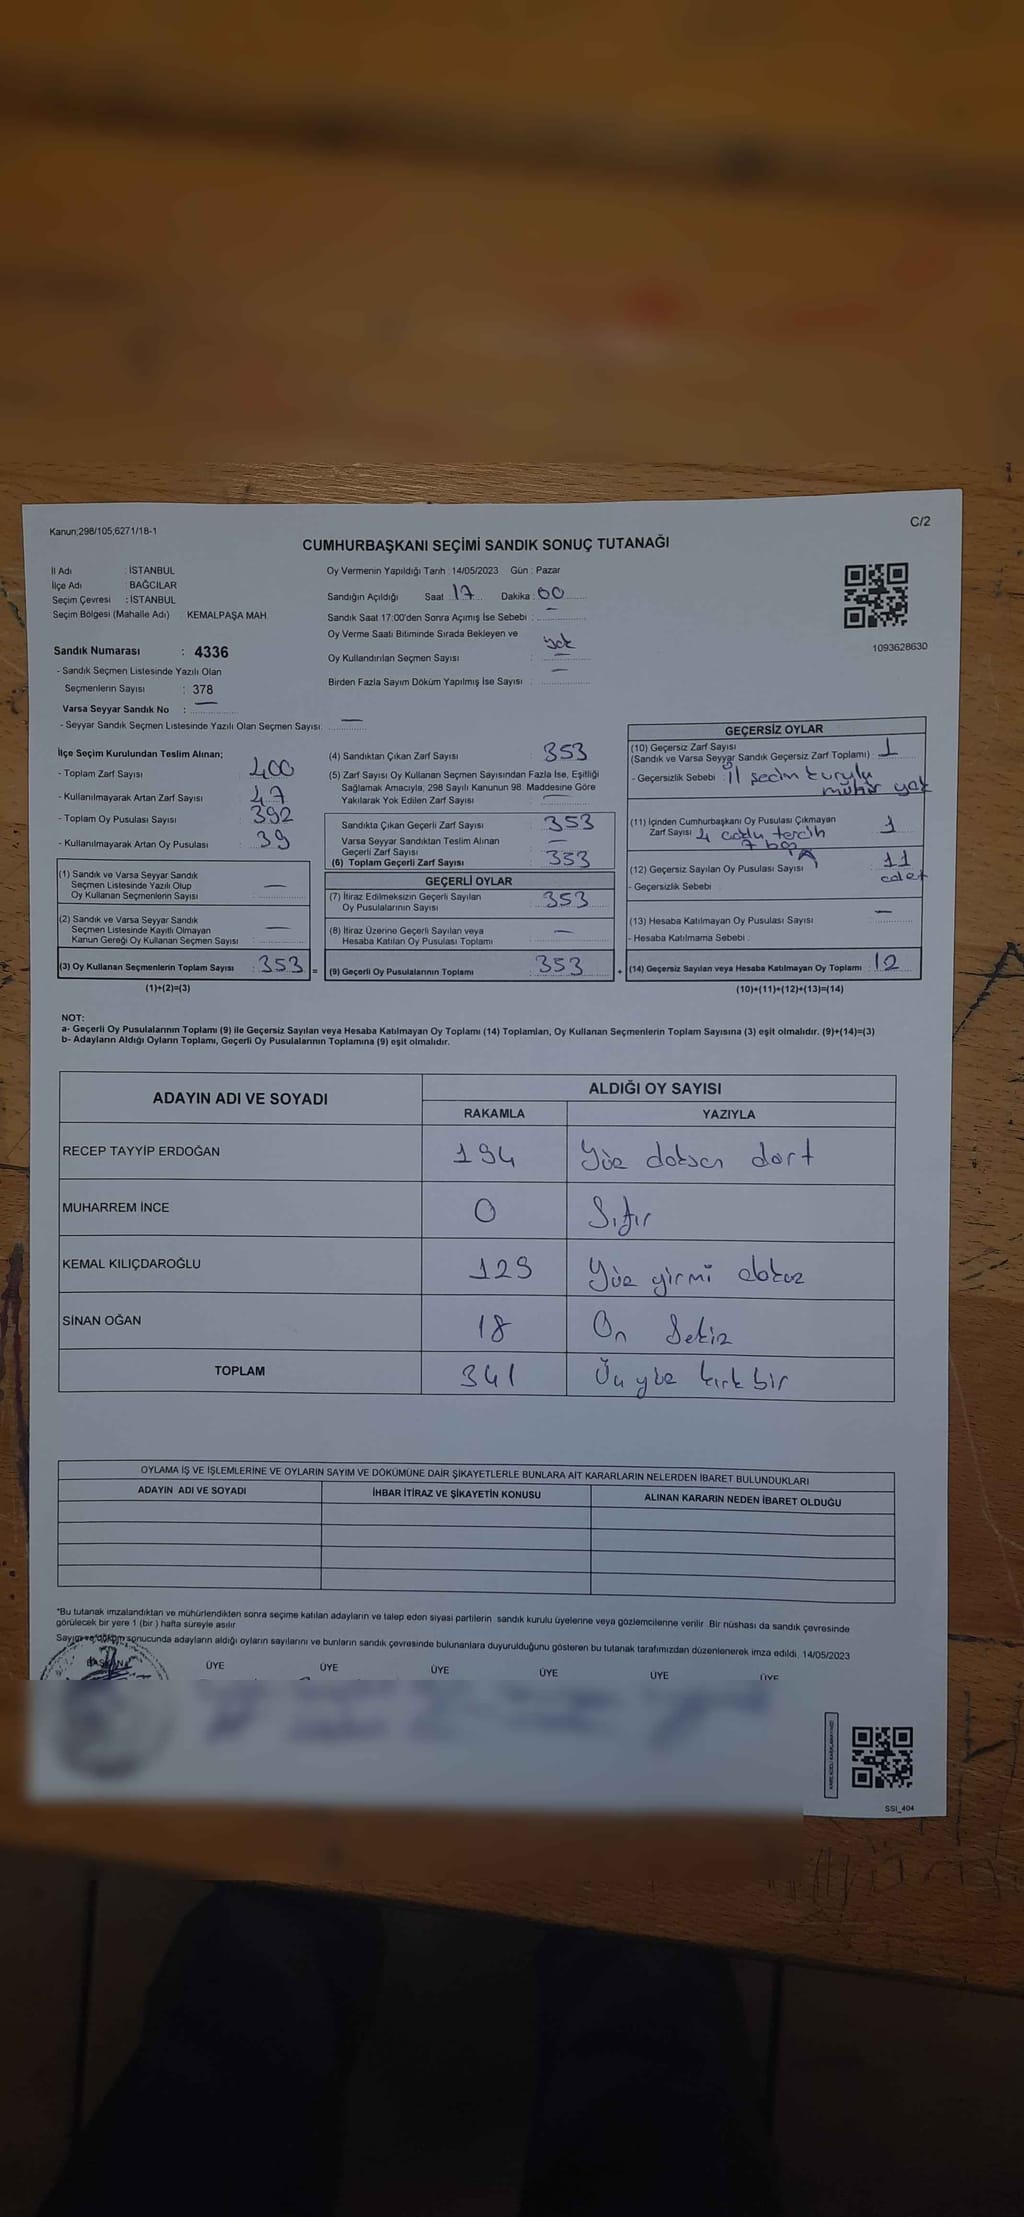 Kanun;298/105,6271/18-1
C/2
CUMHURBAŞKANI SEÇİMİ SANDIK SONUÇ TUTANAĞI
İl Adı : İSTANBUL
İlçe Adı : BAĞCILAR
Seçim Çevresi : İSTANBUL
Seçim Bölgesi (Mahalle Adı) : KEMALPAŞA MAH.
Sandık Numarası : 4336
- Sandık Seçmen Listesinde Yazılı Olan
Seçmenlerin Sayısı : 378
Varsa Seyyar Sandık No : —
- Seyyar Sandık Seçmen Listesinde Yazılı Olan Seçmen Sayısı: —
Oy Vermenin Yapıldığı Tarih : 14/05/2023 Gün : Pazar
Sandığın Açıldığı Saat : 17 Dakika : 00
Sandık Saat 17:00'den Sonra Açımış İse Sebebi : —
Oy Verme Saati Bitiminde Sırada Bekleyen ve
Oy Kullandırılan Seçmen Sayısı : yok
Birden Fazla Sayım Döküm Yapılmış İse Sayısı : —
1093628630
İlçe Seçim Kurulundan Teslim Alınan;
- Toplam Zarf Sayısı : 400
- Kullanılmayarak Artan Zarf Sayısı : 47
- Toplam Oy Pusulası Sayısı : 392
- Kullanılmayarak Artan Oy Pusulası : 39
(1) Sandık ve Varsa Seyyar Sandık
Seçmen Listesinde Yazılı Olup
Oy Kullanan Seçmenlerin Sayısı : —
(2) Sandık ve Varsa Seyyar Sandık
Seçmen Listesinde Kayıtlı Olmayan
Kanun Gereği Oy Kullanan Seçmen Sayısı : —
(3) Oy Kullanan Seçmenlerin Toplam Sayısı : 353 =
(1)+(2)=(3)
(4) Sandıktan Çıkan Zarf Sayısı : 353
(5) Zarf Sayısı Oy Kullanan Seçmen Sayısından Fazla İse, Eşitliği
Sağlamak Amacıyla, 298 Sayılı Kanunun 98. Maddesine Göre
Yakılarak Yok Edilen Zarf Sayısı : —
Sandıkta Çıkan Geçerli Zarf Sayısı : 353
Varsa Seyyar Sandıktan Teslim Alınan
Geçerli Zarf Sayısı : —
(6) Toplam Geçerli Zarf Sayısı : 353
GEÇERLİ OYLAR
(7) İtiraz Edilmeksizin Geçerli Sayılan
Oy Pusulalarının Sayısı : 353
(8) İtiraz Üzerine Geçerli Sayılan veya
Hesaba Katılan Oy Pusulası Toplamı : —
(9) Geçerli Oy Pusulalarının Toplamı : 353 +
GEÇERSİZ OYLAR
(10) Geçersiz Zarf Sayısı
(Sandık ve Varsa Seyyar Sandık Geçersiz Zarf Toplamı) : 1
- Geçersizlik Sebebi : İl seçim kurulu
mühür yok
(11) İçinden Cumhurbaşkanı Oy Pusulası Çıkmayan
Zarf Sayısı 4 çoklu tercih 1
7 boş
(12) Geçersiz Sayılan Oy Pusulası Sayısı : 11
adet
- Geçersizlik Sebebi :
(13) Hesaba Katılmayan Oy Pusulası Sayısı : —
- Hesaba Katılmama Sebebi :
(14) Geçersiz Sayılan veya Hesaba Katılmayan Oy Toplamı : 12
(10)+(11)+(12)+(13)=(14)
NOT:
a- Geçerli Oy Pusulalarının Toplamı (9) ile Geçersiz Sayılan veya Hesaba Katılmayan Oy Toplamı (14) Toplamları, Oy Kullanan Seçmenlerin Toplam Sayısına (3) eşit olmalıdır. (9)+(14)=(3)
b- Adayların Aldığı Oyların Toplamı, Geçerli Oy Pusulalarının Toplamına (9) eşit olmalıdır.
ADAYIN ADI VE SOYADI
ALDIĞI OY SAYISI
RAKAMLA YAZIYLA
RECEP TAYYİP ERDOĞAN 194 Yüz doksan dört
MUHARREM İNCE 0 Sıfır
KEMAL KILIÇDAROĞLU 129 Yüz yirmi dokuz
SİNAN OĞAN 18 On Sekiz
TOPLAM 341 Üç yüz kırk bir
OYLAMA İŞ VE İŞLEMLERİNE VE OYLARIN SAYIM VE DÖKÜMÜNE DAİR ŞİKAYETLERLE BUNLARA AİT KARARLARIN NELERDEN İBARET BULUNDUKLARI
ADAYIN ADI VE SOYADI İHBAR İTİRAZ VE ŞİKAYETİN KONUSU ALINAN KARARIN NEDEN İBARET OLDUĞU
*Bu tutanak imzalandıktan ve mühürlendikten sonra seçime katılan adayların ve talep eden siyasi partilerin sandık kurulu üyelerine veya gözlemcilerine verilir. Bir nüshası da sandık çevresinde
görülecek bir yere 1 (bir) hafta süreyle asılır
Sayım ve döküm sonucunda adayların aldığı oyların sayılarını ve bunların sandık çevresinde bulunanlara duyurulduğunu gösteren bu tutanak tarafımızdan düzenlenerek imza edildi. 14/05/2023
BAŞKAN ÜYE ÜYE ÜYE ÜYE ÜYE ÜYE
SSI_404